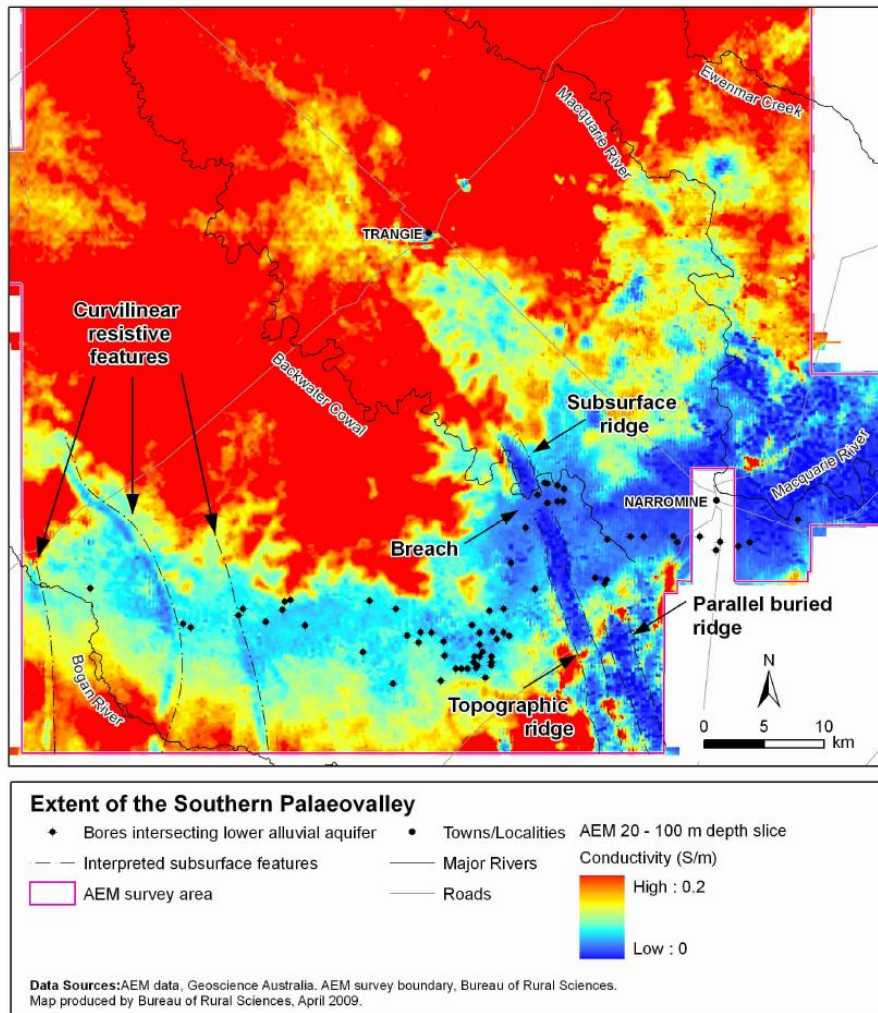 Ewenmar Creek
Macquarie River
TRANGIE
Curvilinear
resistive
features
Backwater Cowal
Subsurface
ridge
Macquarie River
NARROMINE
Breach
Parallel buried
ridge
Bogan River
Topographic
ridge
N
0 5 10
km
Extent of the Southern Palaeovalley
Bores intersecting lower alluvial aquifer
Interpreted subsurface features
AEM survey area
Towns/Localities
Major Rivers
Roads
AEM 20 - 100 m depth slice
Conductivity (S/m)
High : 0.2
Low : 0
Data Sources:AEM data, Geoscience Australia. AEM survey boundary, Bureau of Rural Sciences.
Map produced by Bureau of Rural Sciences, April 2009.